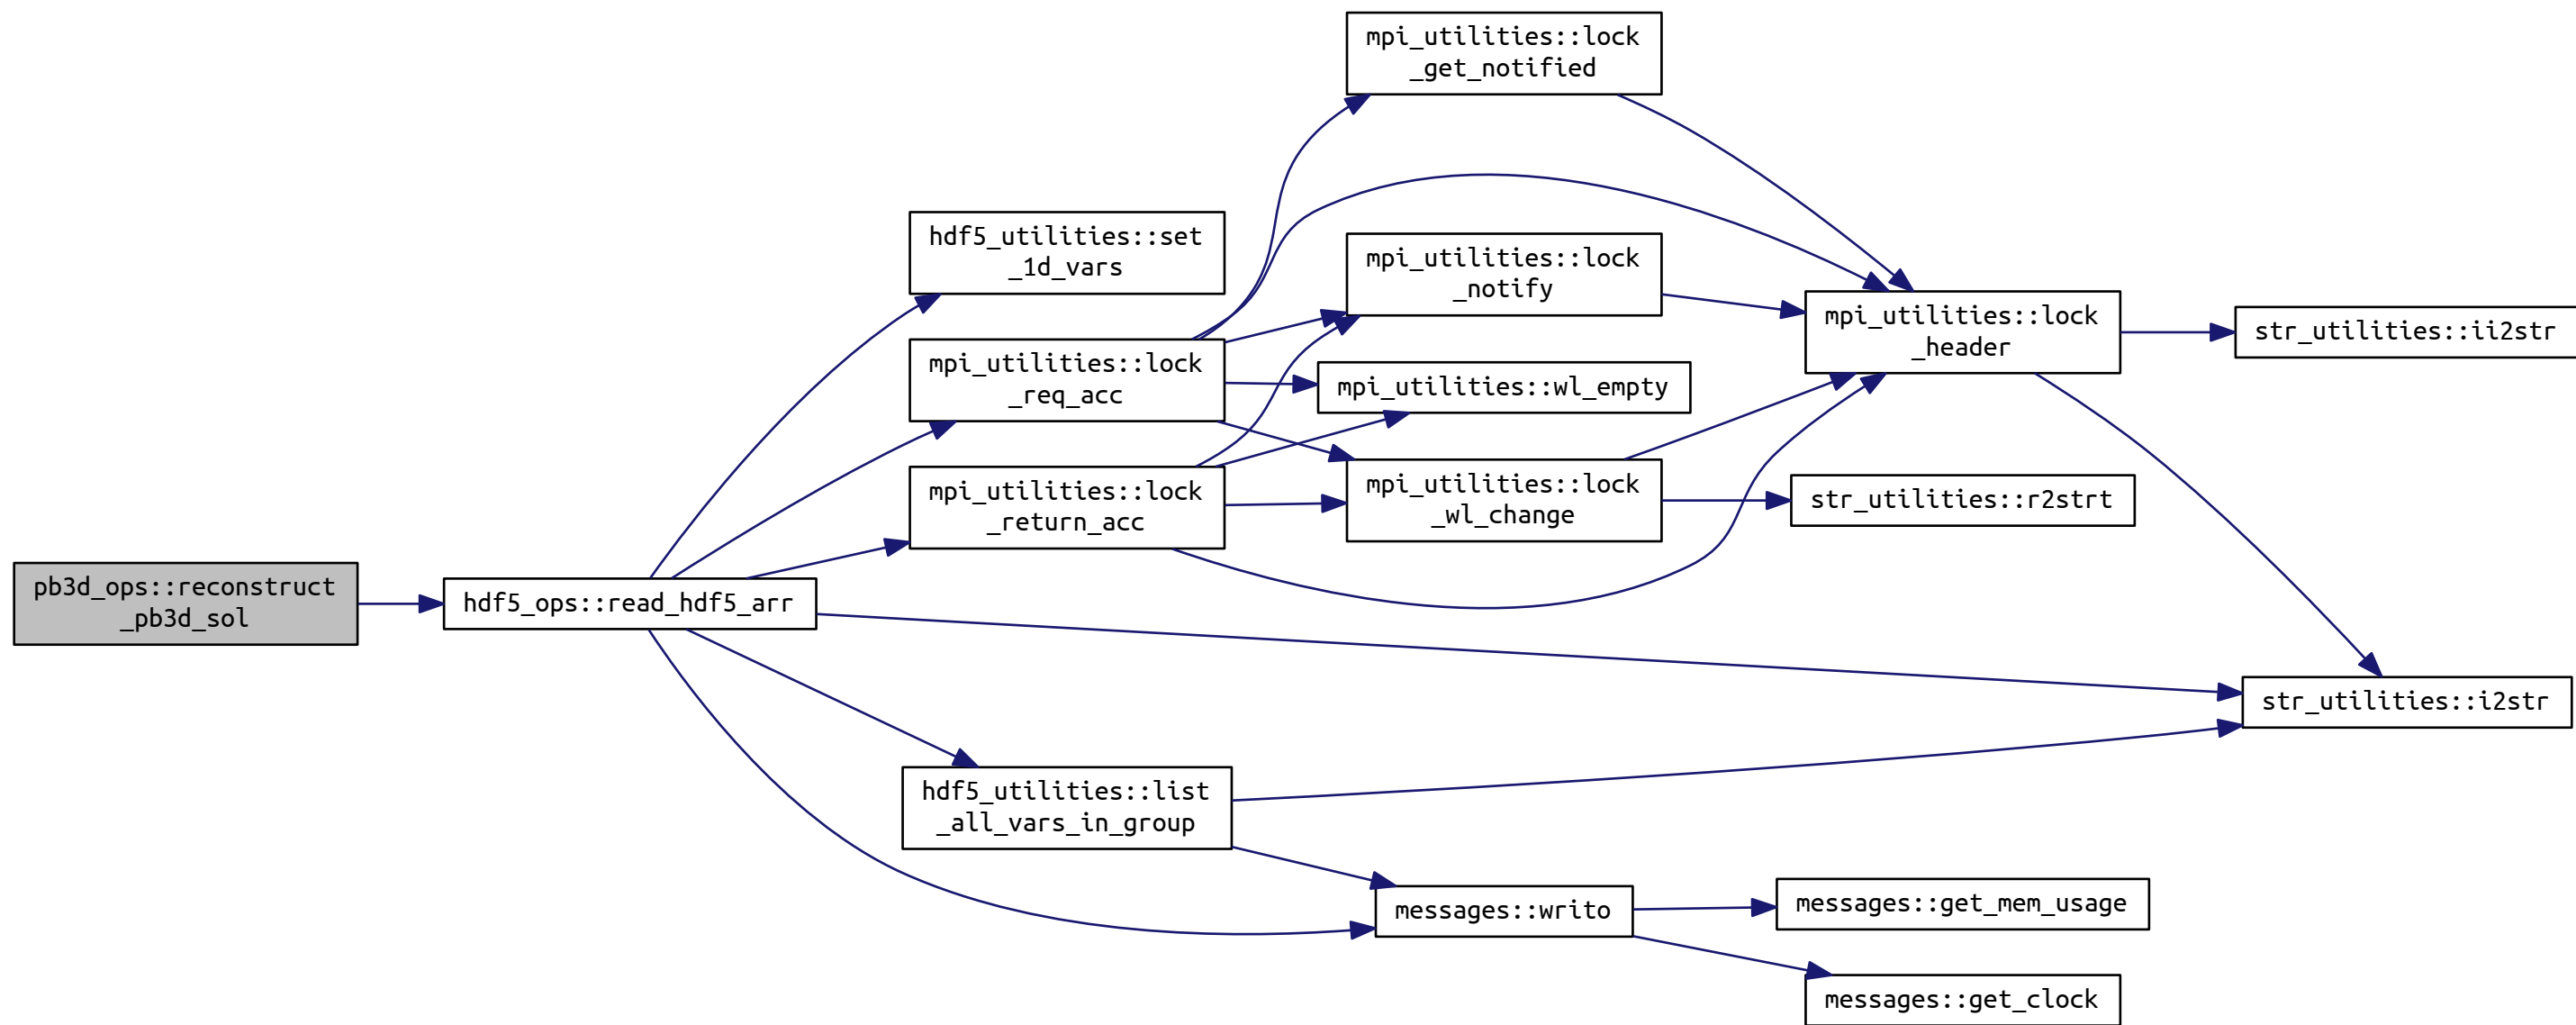 pb3d_ops::reconstruct
_pb3d_sol
hdf5_ops::read_hdf5_arr
hdf5_utilities::set
_1d_vars
mpi_utilities::lock
_req_acc
mpi_utilities::lock
_return_acc
hdf5_utilities::list
_all_vars_in_group
mpi_utilities::lock
_get_notified
mpi_utilities::lock
_notify
mpi_utilities::wl_empty
mpi_utilities::lock
_wl_change
messages::writo
mpi_utilities::lock
_header
str_utilities::r2strt
messages::get_mem_usage
messages::get_clock
str_utilities::ii2str
str_utilities::i2str